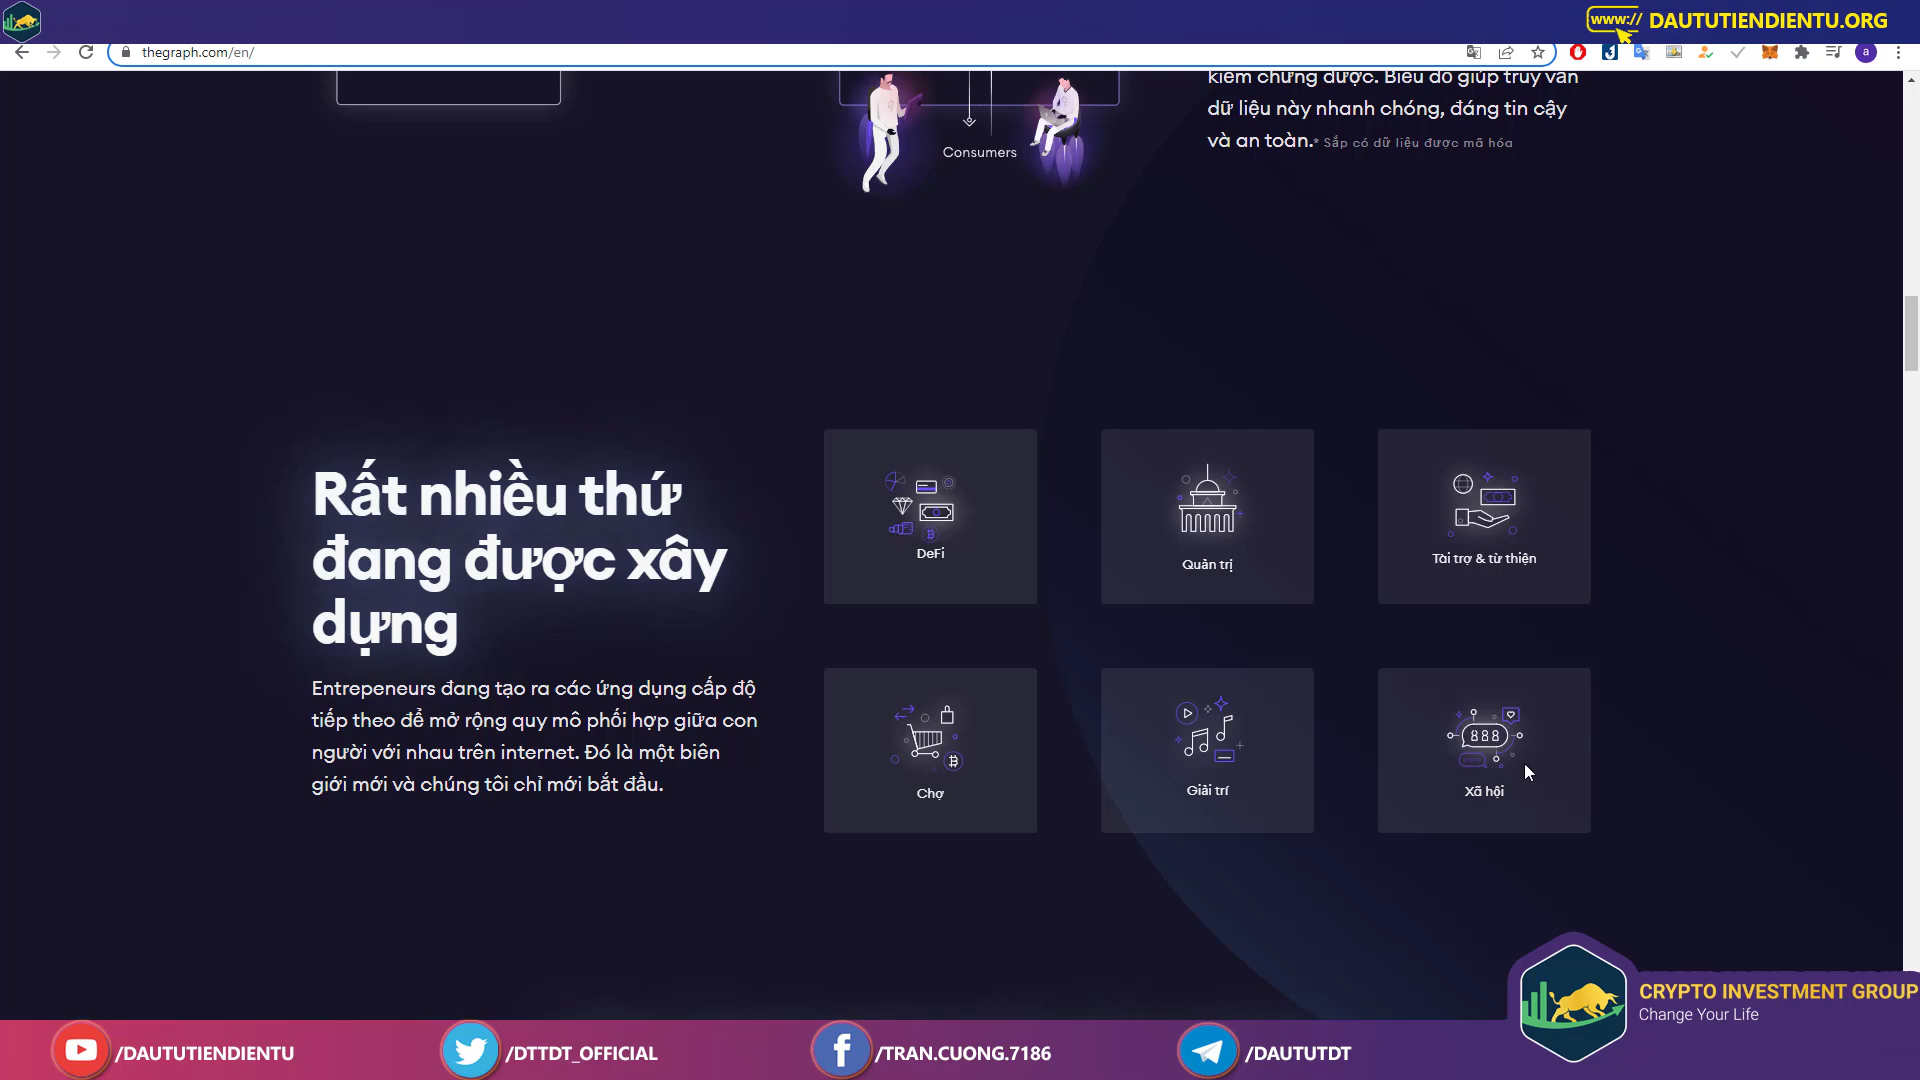 www:// DAUTUTIENDIENTU.ORG
thegraph.com/en/
a
kiểm chứng được. Biểu đồ giúp truy vấn
dữ liệu này nhanh chóng, đáng tin cậy
và an toàn.* Sắp có dữ liệu được mã hóa
Consumers
Rất nhiều thứ
đang được xây
dựng
Entrepeneurs đang tạo ra các ứng dụng cấp độ
tiếp theo để mở rộng quy mô phối hợp giữa con
người với nhau trên internet. Đó là một biên
giới mới và chúng tôi chỉ mới bắt đầu.
DeFi
Quản trị
Tài trợ & từ thiện
Chợ
Giải trí
888
Xã hội
CRYPTO INVESTMENT GROUP
Change Your Life
/DAUTUTIENDIENTU
/DTTDT_OFFICIAL
/TRAN.CUONG.7186
/DAUTUTDT